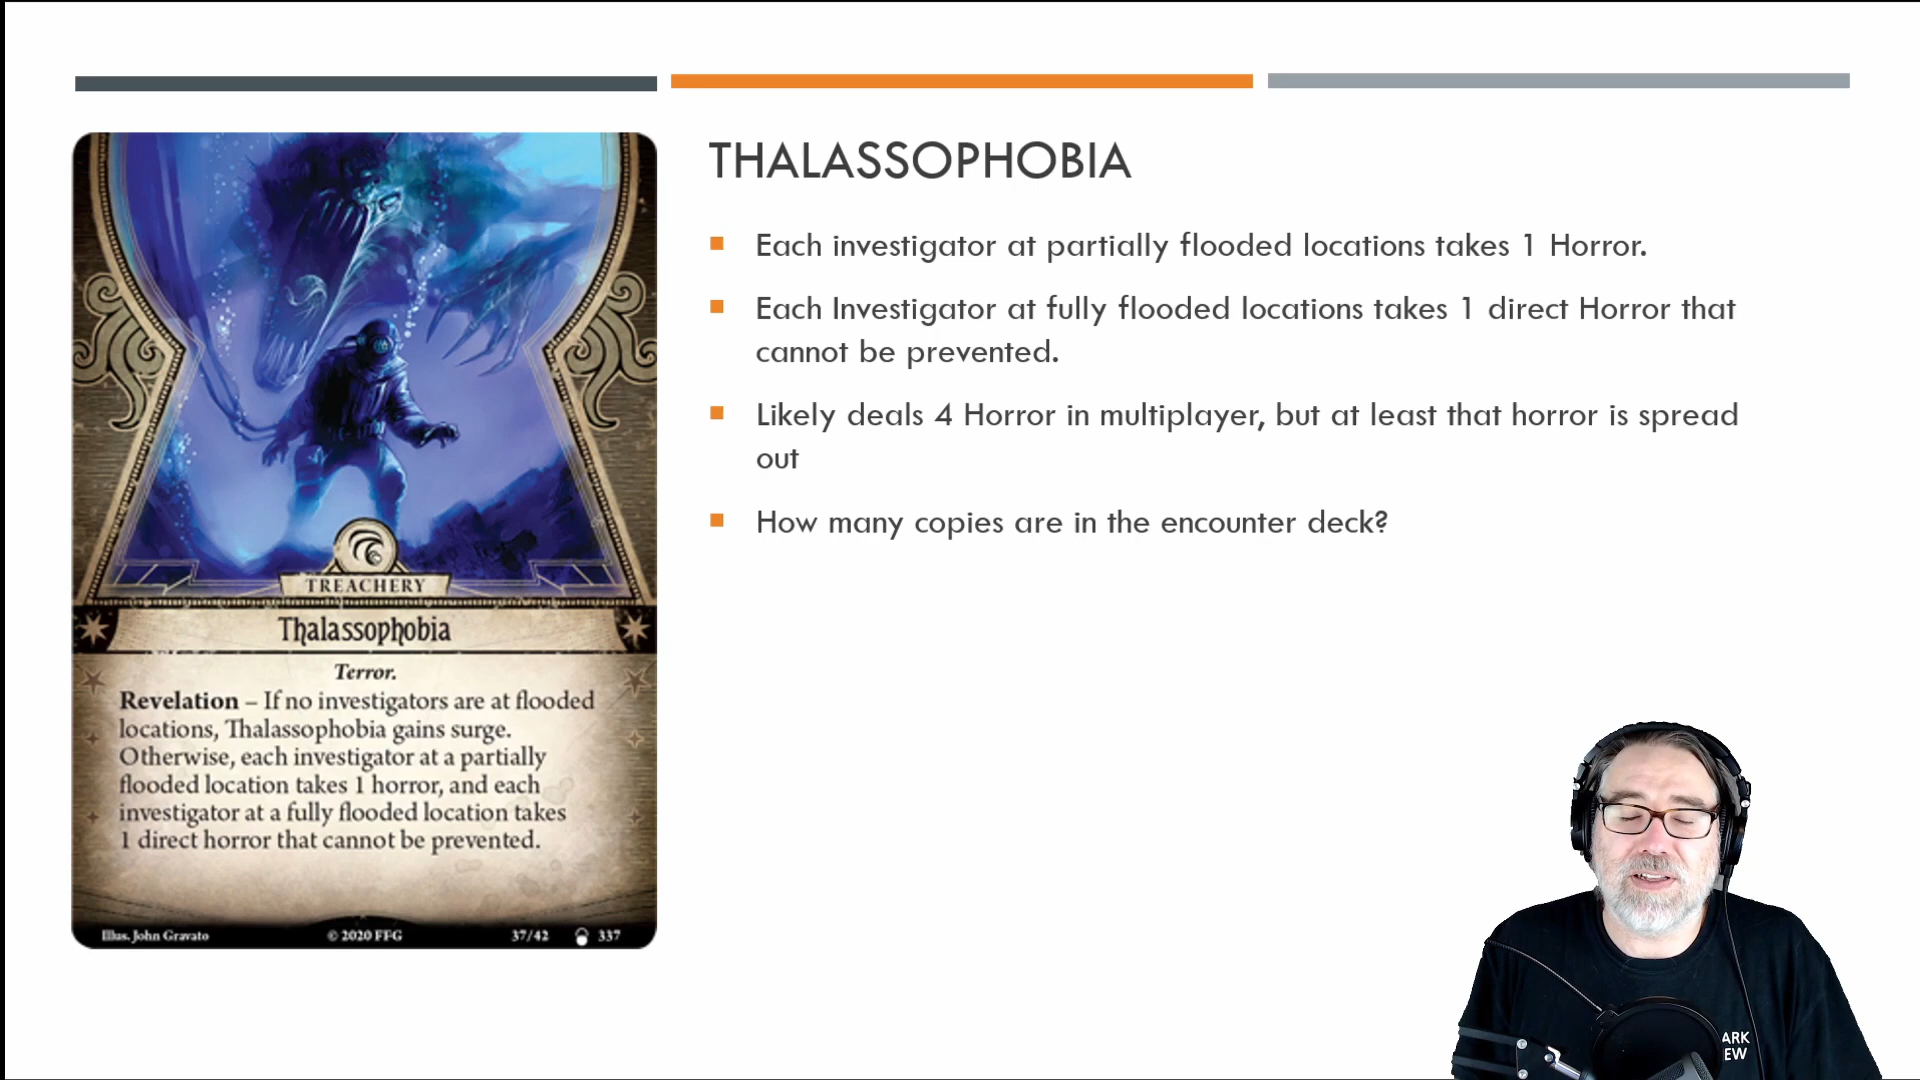 THALASSOPHOBIA
Each investigator at partially flooded locations takes 1 Horror.
Each Investigator at fully flooded locations takes 1 direct Horror that
cannot be prevented.
Likely deals 4 Horror in multiplayer, but at least that horror is spread
out
How many copies are in the encounter deck?
TREACHERY
Thalassophobia
Terror.
Revelation – If no investigators are at flooded
locations, Thalassophobia gains surge.
Otherwise, each investigator at a partially
flooded location takes 1 horror, and each
investigator at a fully flooded location takes
1 direct horror that cannot be prevented.
Illus. John Gravato © 2020 FFG 37/42 337
ARK
EW